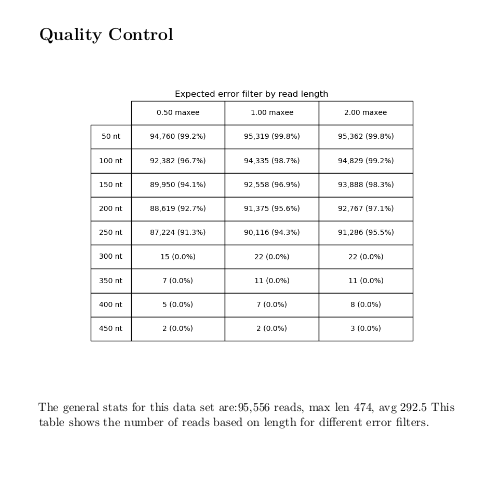 Quality Control
Expected error filter by read length
0.50 maxee 1.00 maxee 2.00 maxee
50 nt 94,760 (99.2%) 95,319 (99.8%) 95,362 (99.8%)
100 nt 92,382 (96.7%) 94,335 (98.7%) 94,829 (99.2%)
150 nt 89,950 (94.1%) 92,558 (96.9%) 93,888 (98.3%)
200 nt 88,619 (92.7%) 91,375 (95.6%) 92,767 (97.1%)
250 nt 87,224 (91.3%) 90,116 (94.3%) 91,286 (95.5%)
300 nt 15 (0.0%) 22 (0.0%) 22 (0.0%)
350 nt 7 (0.0%) 11 (0.0%) 11 (0.0%)
400 nt 5 (0.0%) 7 (0.0%) 8 (0.0%)
450 nt 2 (0.0%) 2 (0.0%) 3 (0.0%)
The general stats for this data set are:95,556 reads, max len 474, avg 292.5 This
table shows the number of reads based on length for different error filters.